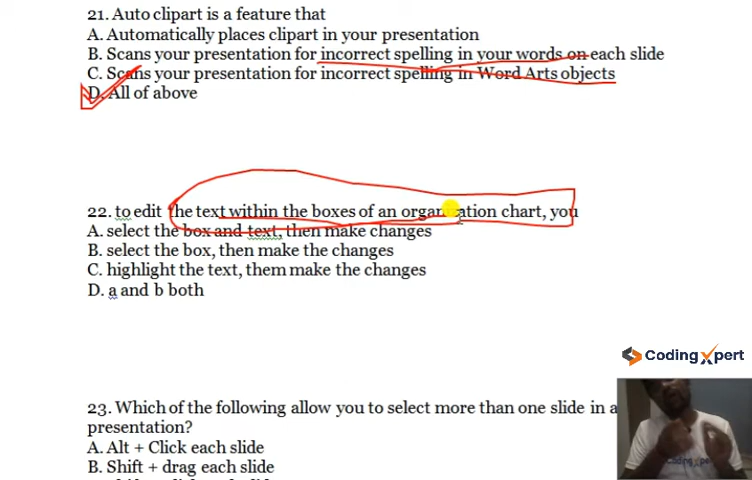 21. Auto clipart is a feature that
A. Automatically places clipart in your presentation
B. Scans your presentation for incorrect spelling in your words on each slide
C. Scans your presentation for incorrect spelling in Word Arts objects
D. All of above
22. to edit the text within the boxes of an organization chart, you
A. select the box and text, then make changes
B. select the box, then make the changes
C. highlight the text, them make the changes
D. a and b both
Coding Xpert
23. Which of the following allow you to select more than one slide in a
presentation?
A. Alt + Click each slide
B. Shift + drag each slide